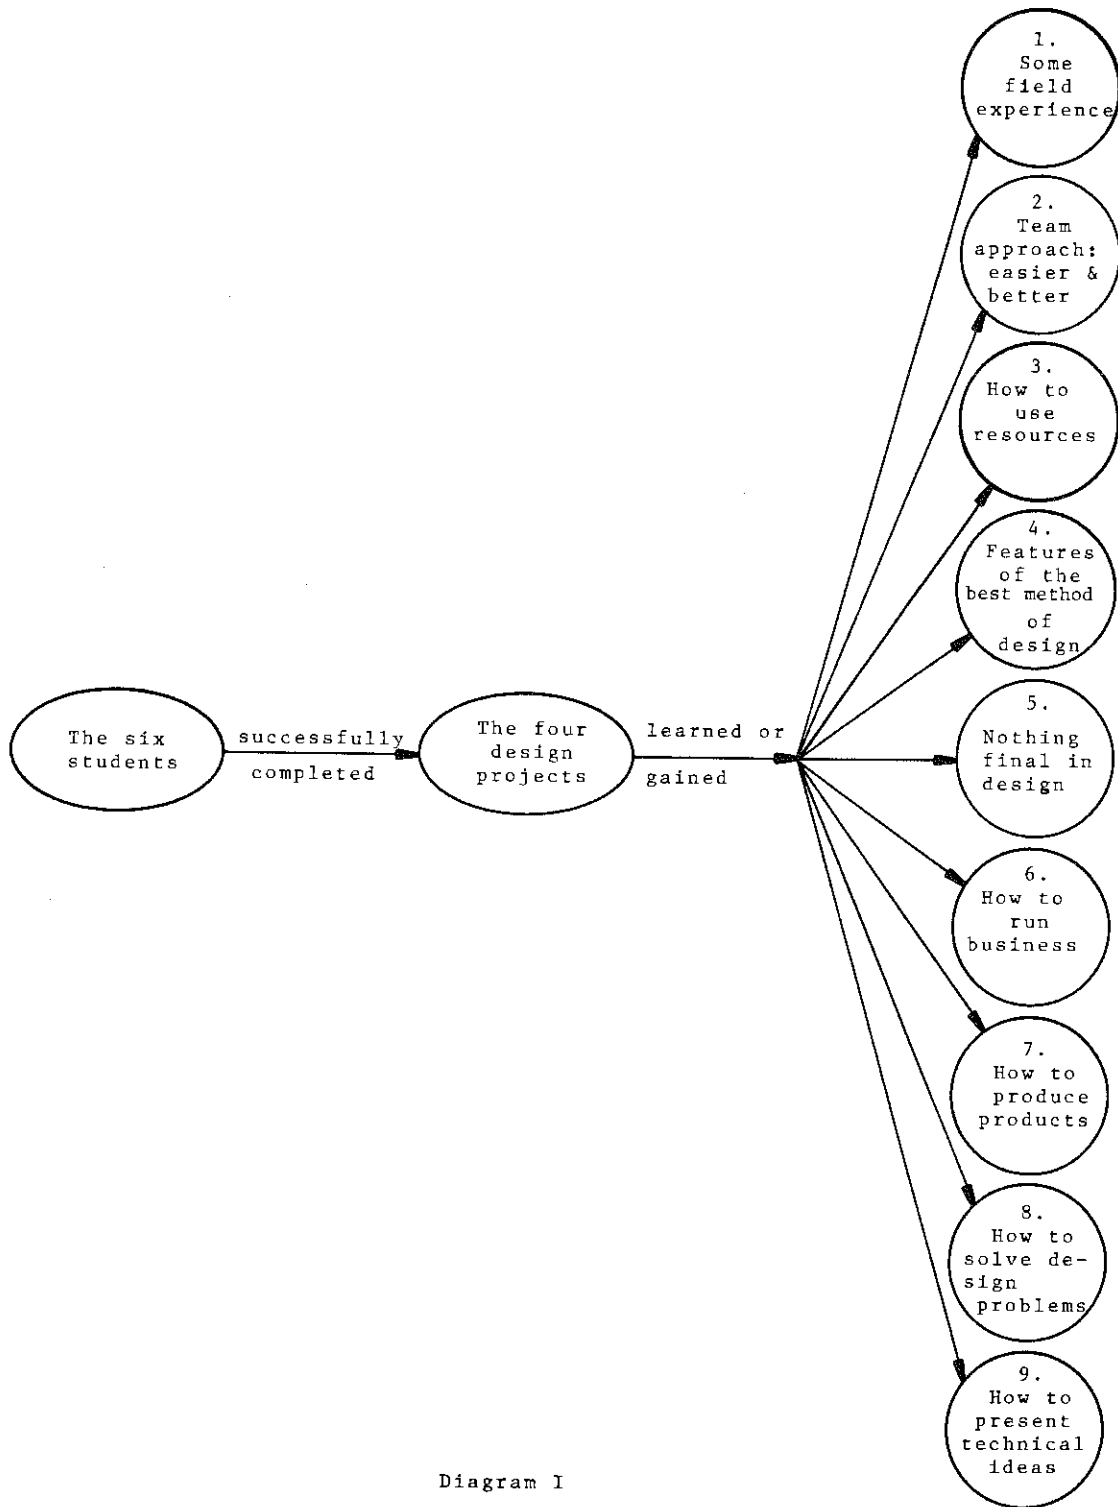 1.
Some
field
experience
2.
Team
approach:
easier &
better
3.
How to
use
resources
4.
Features
of the
best method
of
design
The six
students
successfully
completed
The four
design
projects
learned or
gained
5.
Nothing
final in
design
6.
How to
run
business
7.
How to
produce
products
8.
How to
solve de-
sign
problems
9.
How to
present
technical
ideas
Diagram I